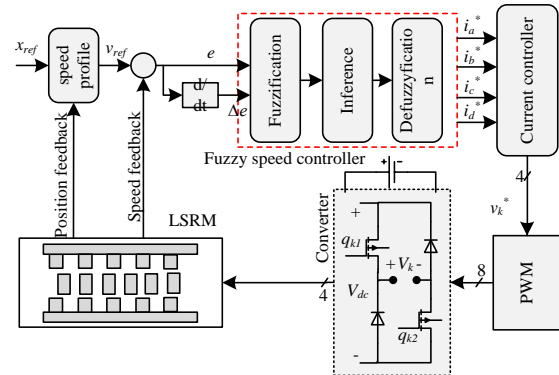 x_ref
speed
profile
v_ref
e
d/
dt
Δe
Fuzzification
Inference
Defuzzyficatio
n
i_a*
i_b*
i_c*
i_d*
Current controller
Fuzzy speed controller
Position feedback
Speed feedback
LSRM
4
v_k*
PWM
8
Converter
4
+ -
+
q_k1
+ V_k -
V_dc
q_k2
-